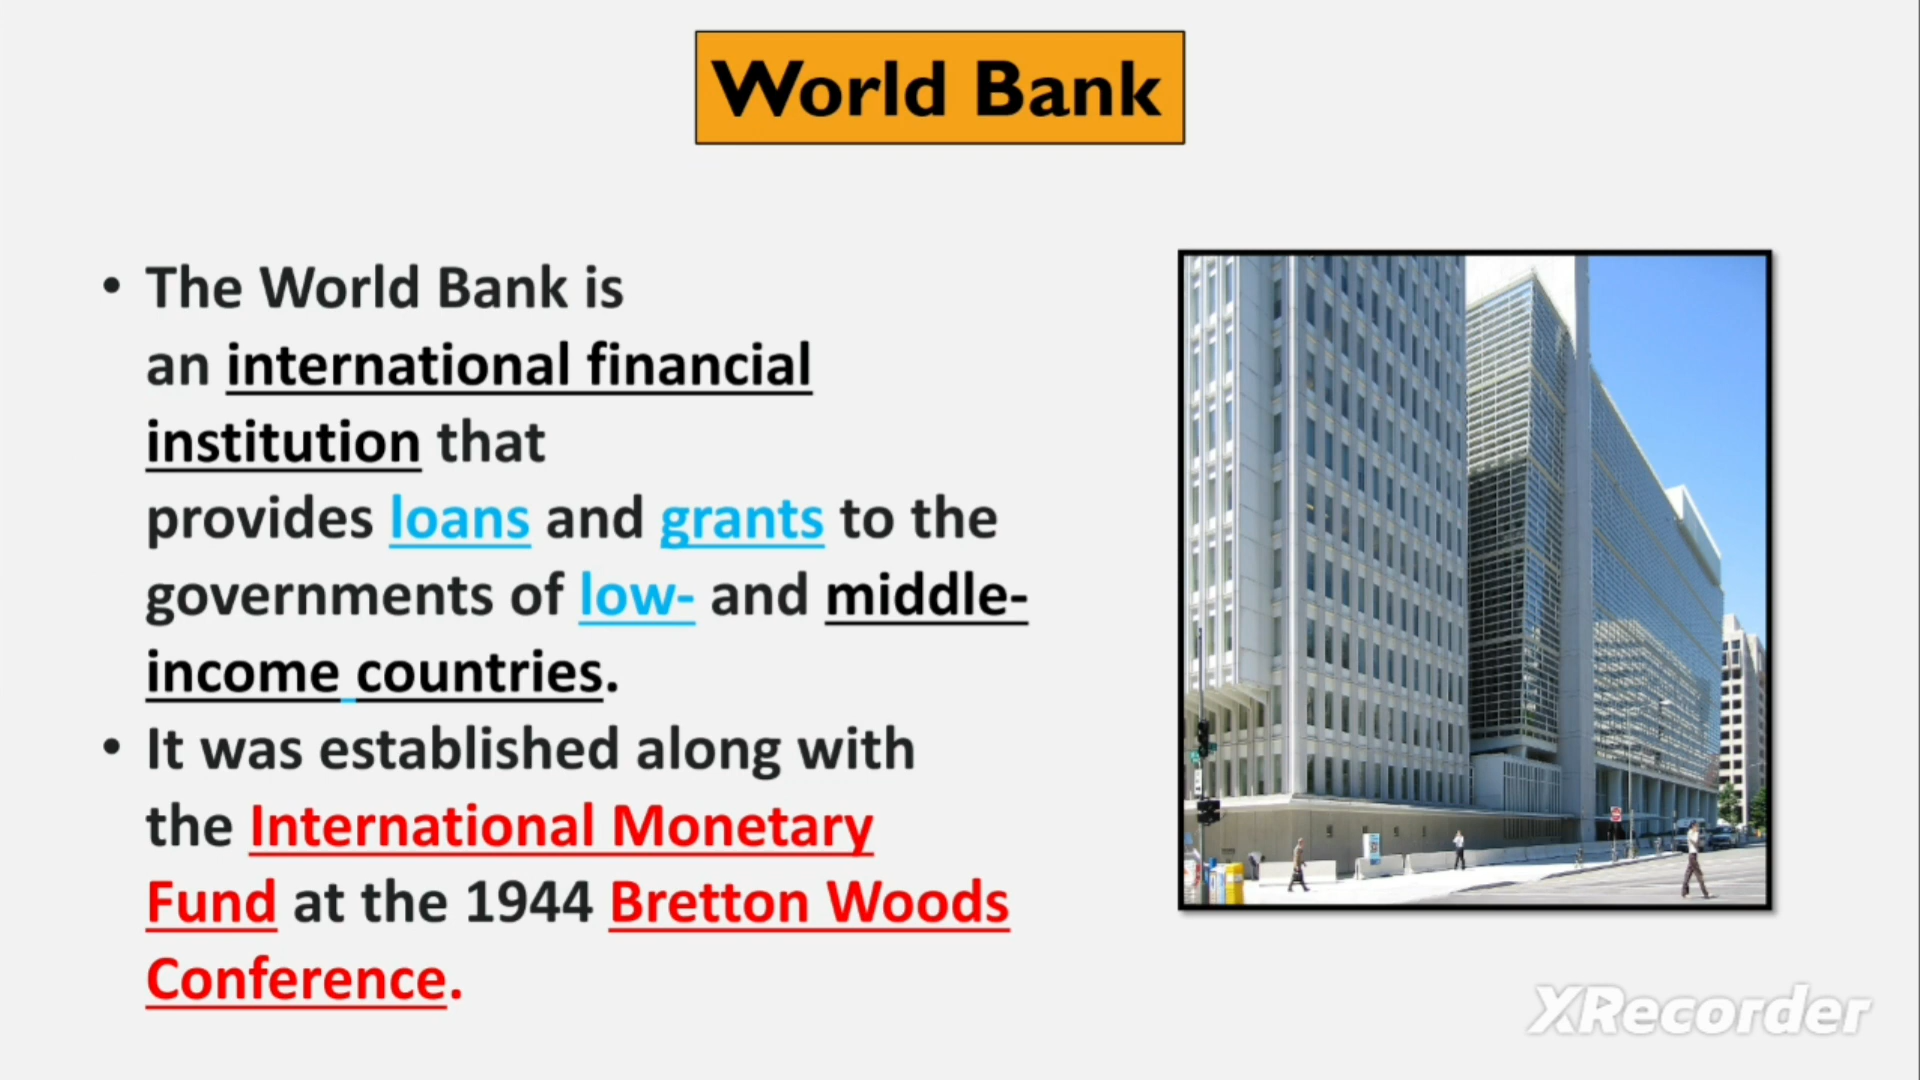 World Bank
• The World Bank is
an international financial
institution that
provides loans and grants to the
governments of low- and middle-
income countries.
• It was established along with
the International Monetary
Fund at the 1944 Bretton Woods
Conference.
XRecorder